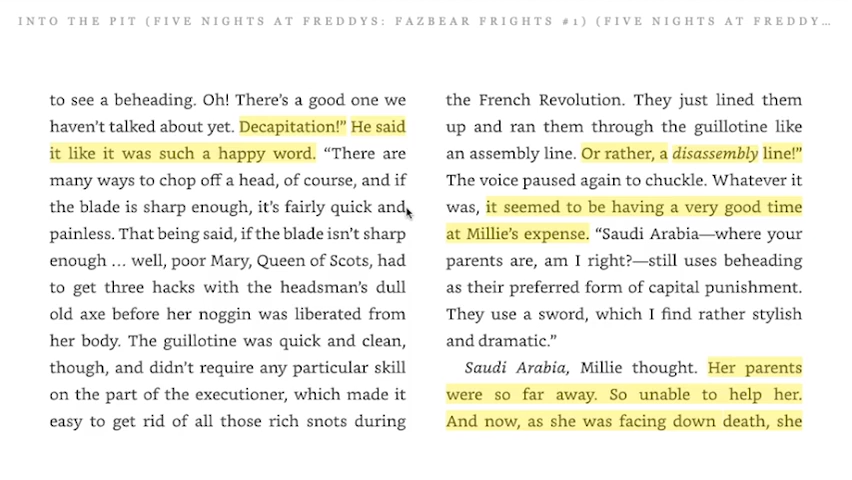 INTO THE PIT (FIVE NIGHTS AT FREDDYS: FAZBEAR FRIGHTS #1) (FIVE NIGHTS AT FREDDY…
to see a beheading. Oh! There’s a good one we
haven’t talked about yet. Decapitation!” He said
it like it was such a happy word. “There are
many ways to chop off a head, of course, and if
the blade is sharp enough, it’s fairly quick and
painless. That being said, if the blade isn’t sharp
enough … well, poor Mary, Queen of Scots, had
to get three hacks with the headsman’s dull
old axe before her noggin was liberated from
her body. The guillotine was quick and clean,
though, and didn’t require any particular skill
on the part of the executioner, which made it
easy to get rid of all those rich snots during
the French Revolution. They just lined them
up and ran them through the guillotine like
an assembly line. Or rather, a disassembly line!”
The voice paused again to chuckle. Whatever it
was, it seemed to be having a very good time
at Millie’s expense. “Saudi Arabia—where your
parents are, am I right?—still uses beheading
as their preferred form of capital punishment.
They use a sword, which I find rather stylish
and dramatic.”
Saudi Arabia, Millie thought. Her parents
were so far away. So unable to help her.
And now, as she was facing down death, she